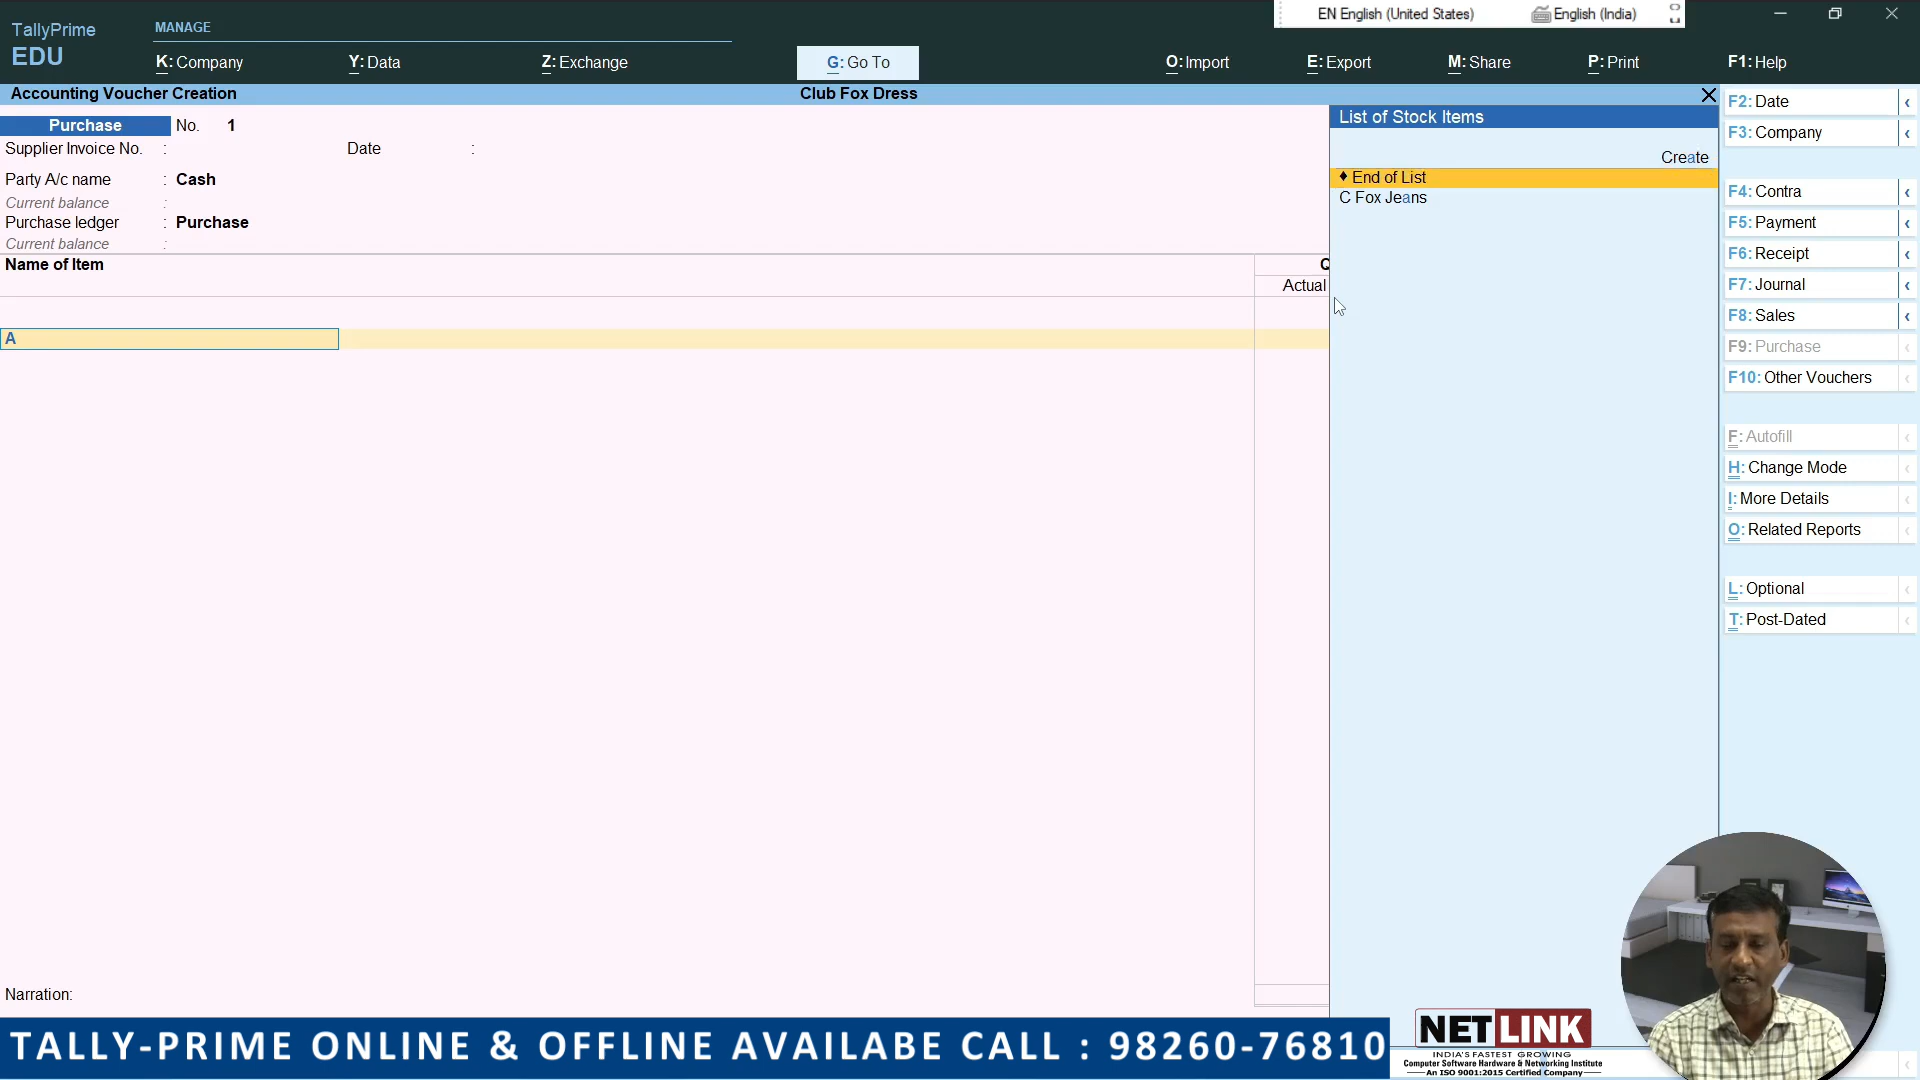 EN English (United States) English (India)
TallyPrime
EDU
MANAGE
K: Company Y: Data Z: Exchange G: Go To O: Import E: Export M: Share P: Print F1: Help
Accounting Voucher Creation Club Fox Dress
Purchase No. 1
Supplier Invoice No. : Date :
Party A/c name : Cash
Current balance :
Purchase ledger : Purchase
Current balance :
Name of Item Q
Actual
A
Narration:
List of Stock Items
Create
♦ End of List
C Fox Jeans
F2: Date
F3: Company
F4: Contra
F5: Payment
F6: Receipt
F7: Journal
F8: Sales
F9: Purchase
F10: Other Vouchers
F: Autofill
H: Change Mode
I: More Details
O: Related Reports
L: Optional
T: Post-Dated
TALLY-PRIME ONLINE & OFFLINE AVAILABE CALL : 98260-76810
NETLINK
INDIA'S FASTEST GROWING
Computer Software Hardware & Networking Institute
An ISO 9001:2015 Certified Company